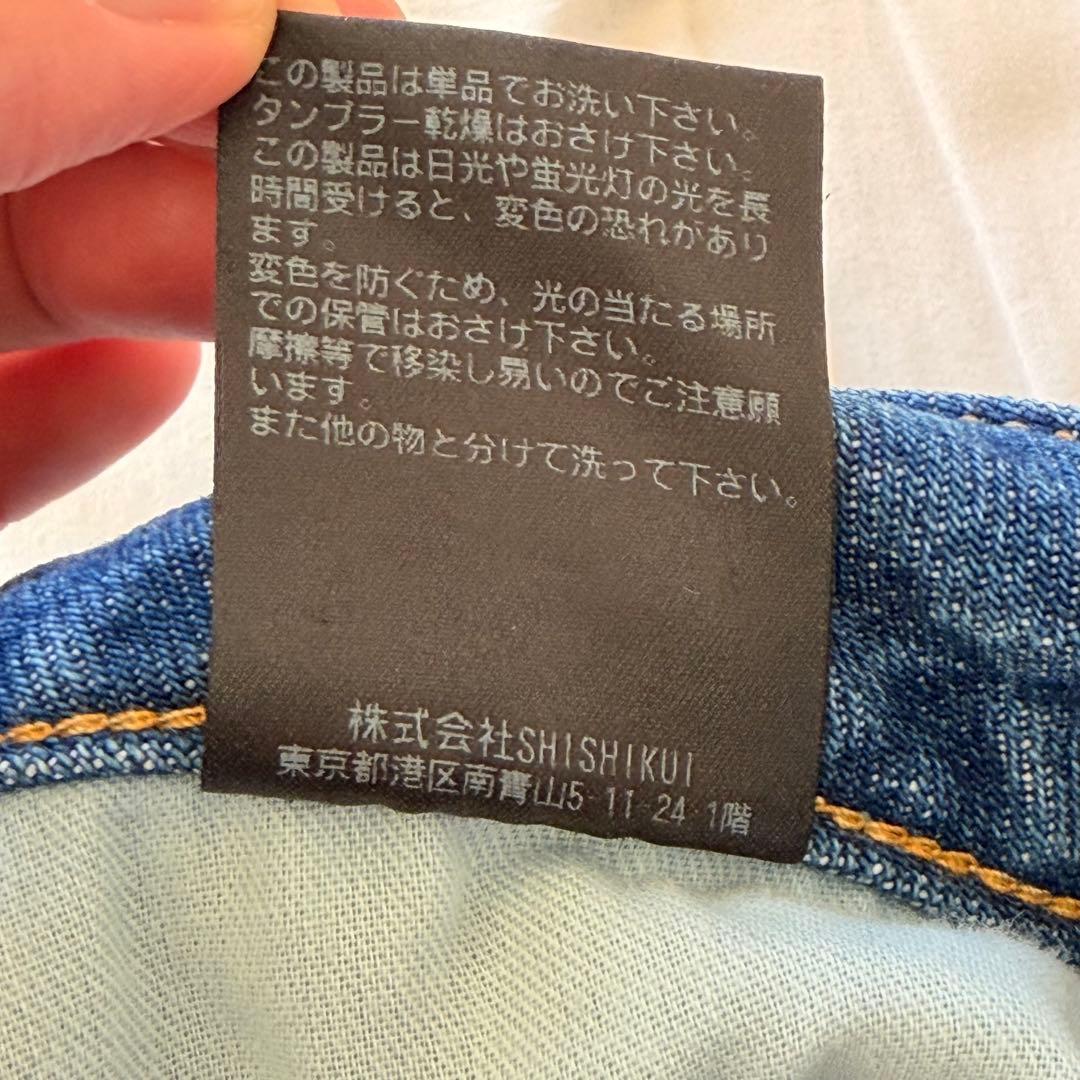 この製品は単品でお洗い下さい。
タンブラー乾燥はおさけ下さい。
この製品は日光や蛍光灯の光を長
時間受けると、変色の恐れがあり
ます。
変色を防ぐため、光の当たる場所
での保管はおさけ下さい。
摩擦等で移染し易いのでご注意願
います。
また他の物と分けて洗って下さい。
株式会社SHISHIKUI
東京都港区南青山5-11-24 1階